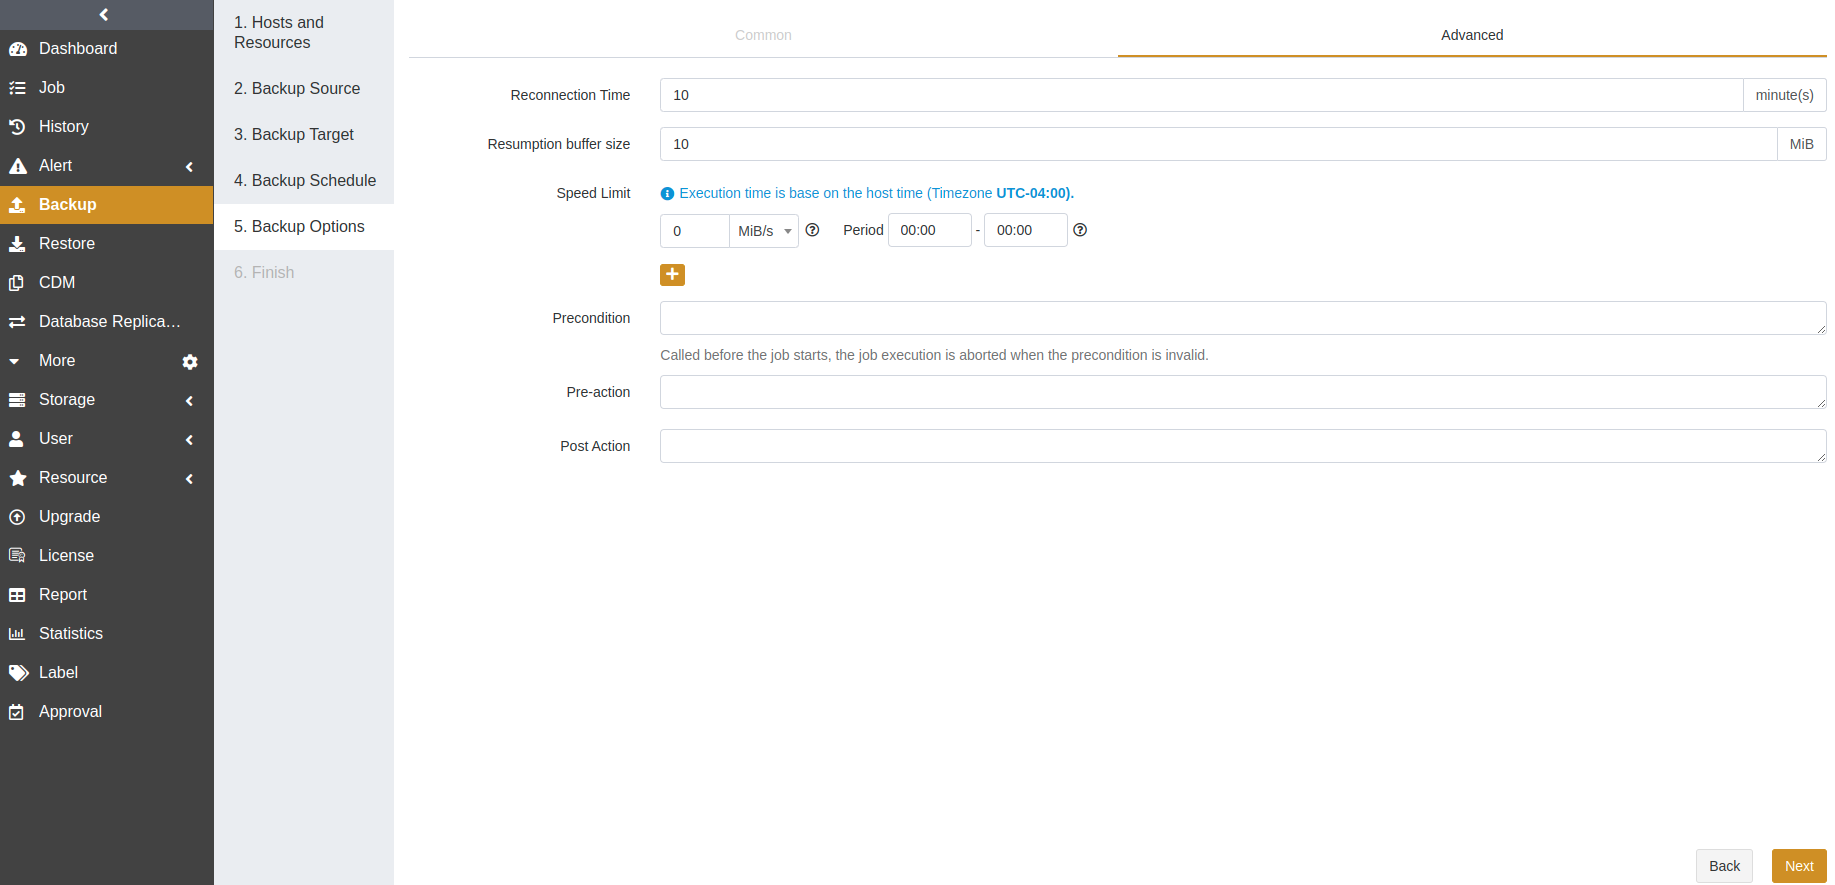 Dashboard
Job
History
Alert
Backup
Restore
CDM
Database Replica…
More
Storage
User
Resource
Upgrade
License
Report
Statistics
Label
Approval
1. Hosts and
Resources
2. Backup Source
3. Backup Target
4. Backup Schedule
5. Backup Options
6. Finish
Common
Advanced
Reconnection Time
10
minute(s)
Resumption buffer size
10
MiB
Speed Limit
Execution time is base on the host time (Timezone UTC-04:00).
0 MiB/s Period 00:00 - 00:00
Precondition
Called before the job starts, the job execution is aborted when the precondition is invalid.
Pre-action
Post Action
Back
Next